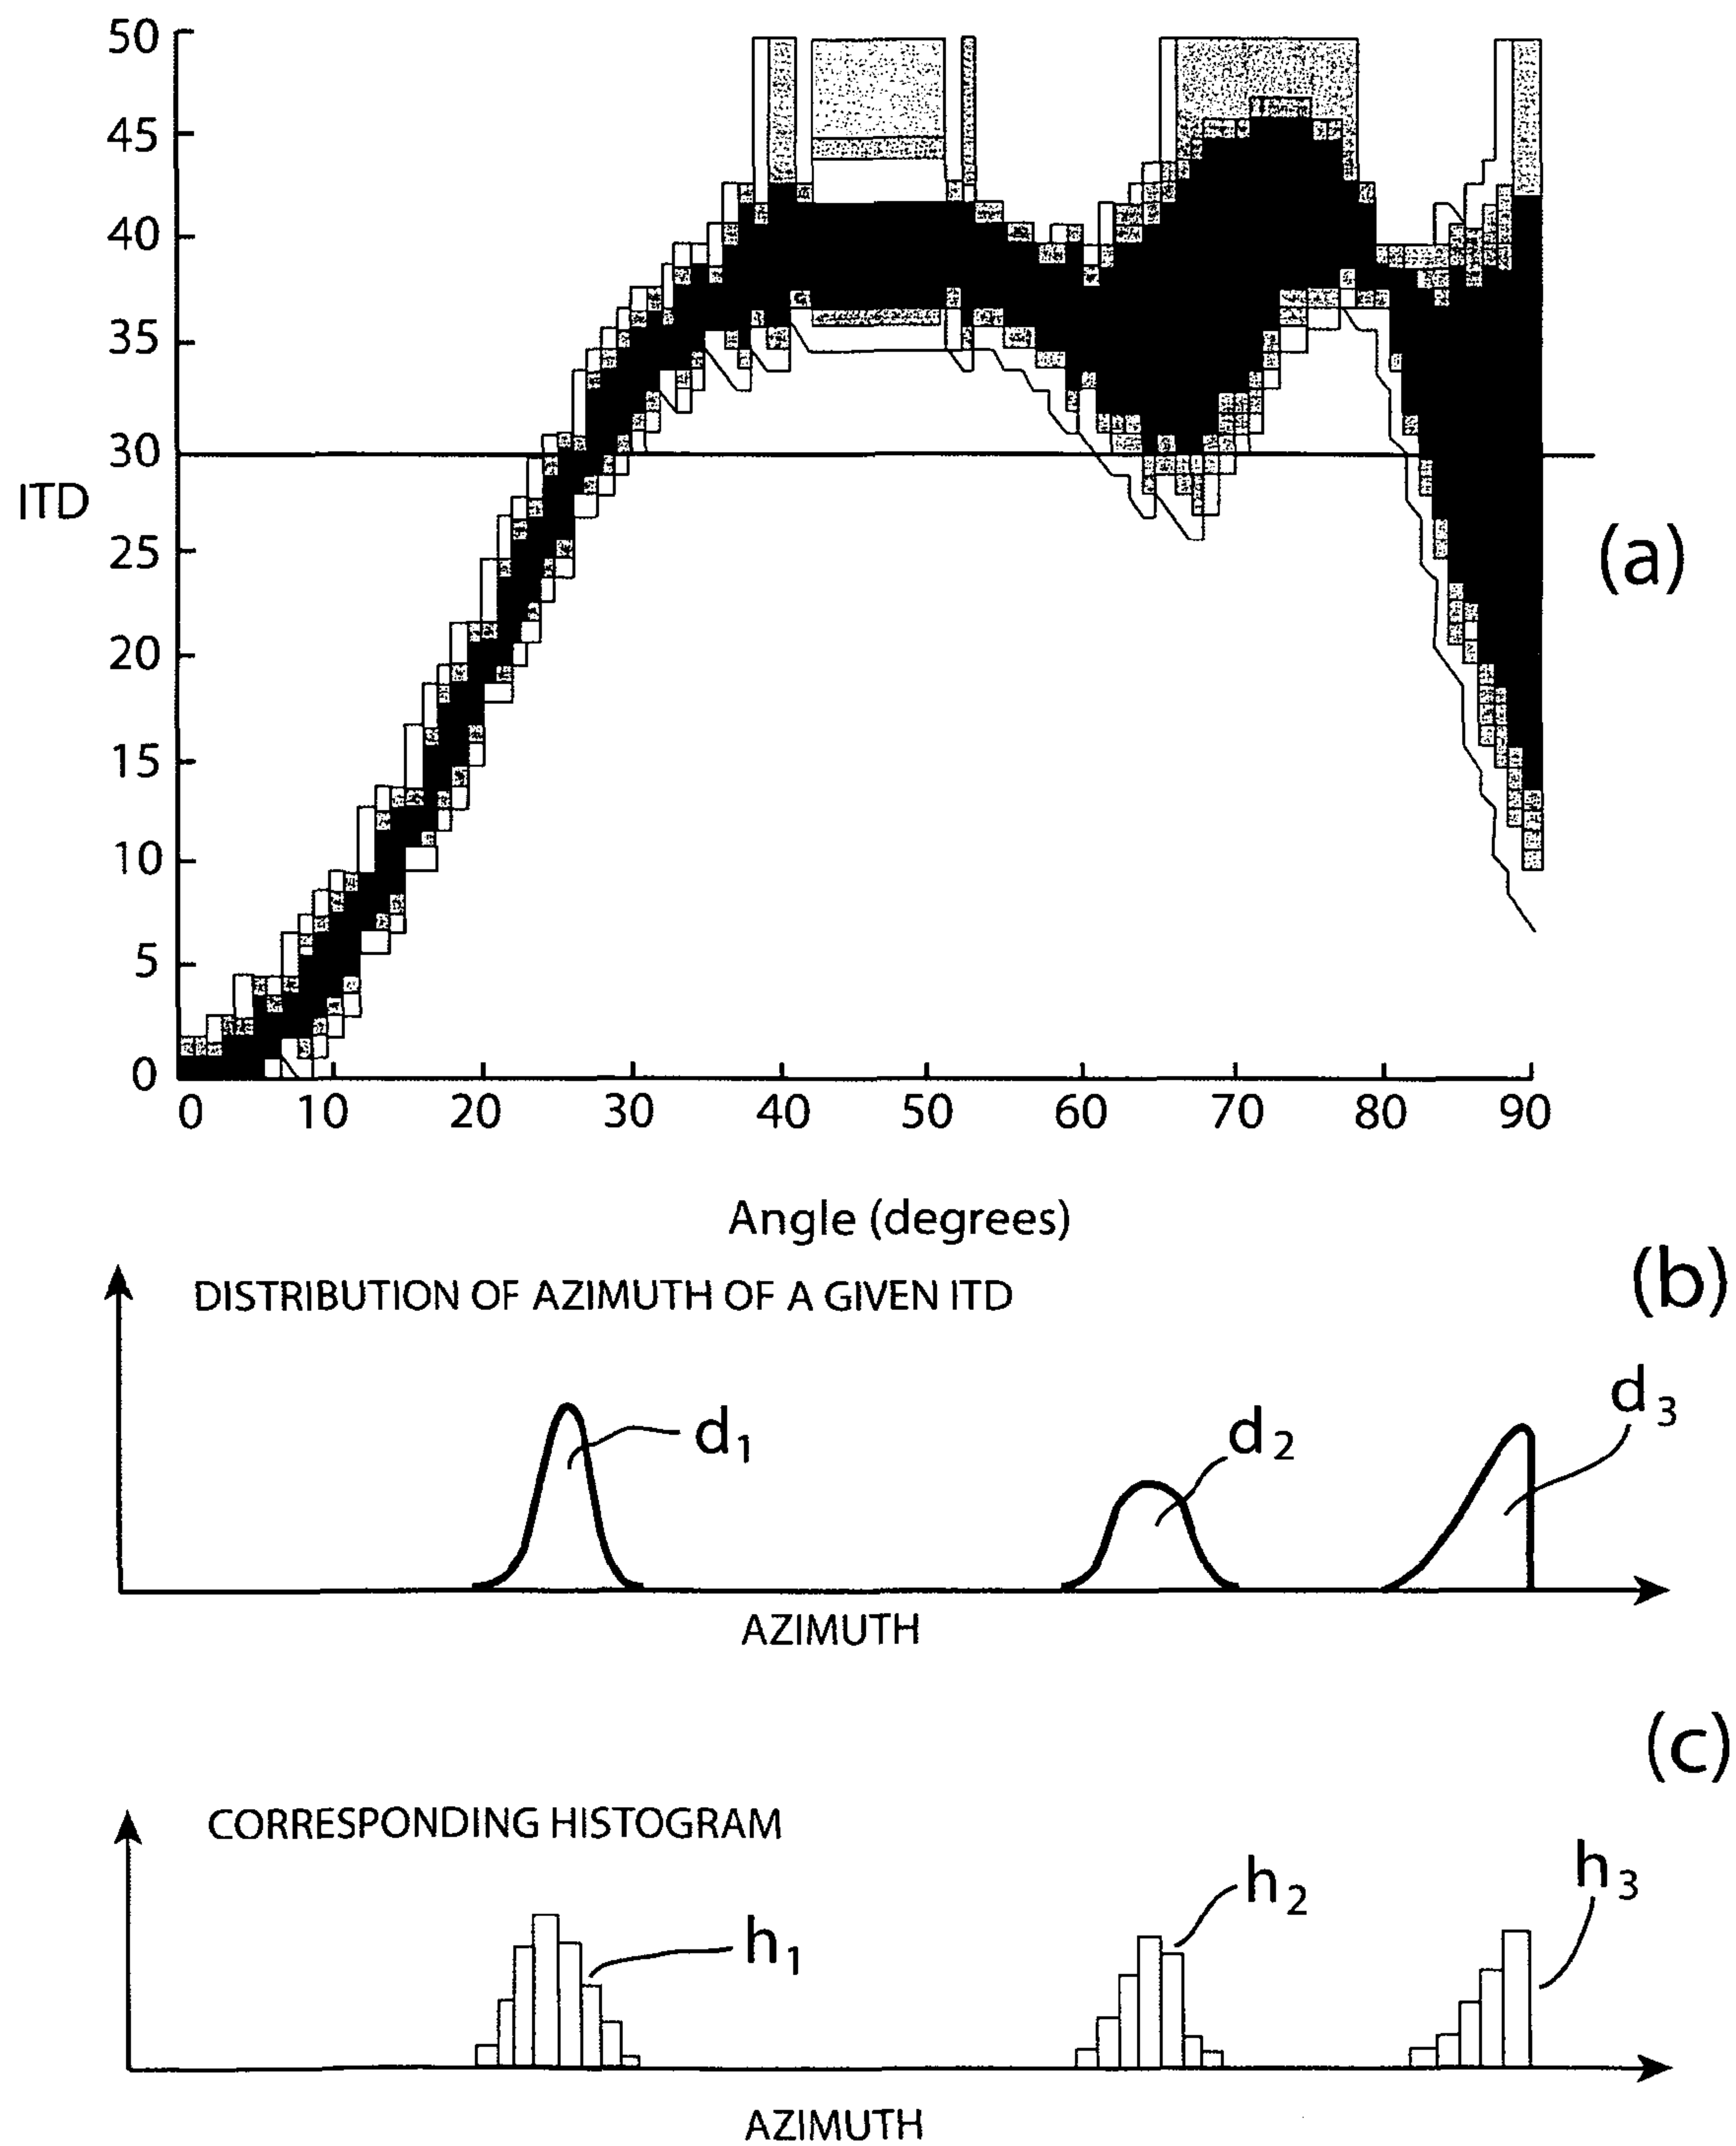 50
45
40
35
30
ITD
25
(a)
20
15
10
5
0
0 10 20 30 40 50 60 70 80 90
Angle (degrees)
(b)
DISTRIBUTION OF AZIMUTH OF A GIVEN ITD
d3
d1
d2
AZIMUTH
(c)
CORRESPONDING HISTOGRAM
h3
h2
h1
AZIMUTH